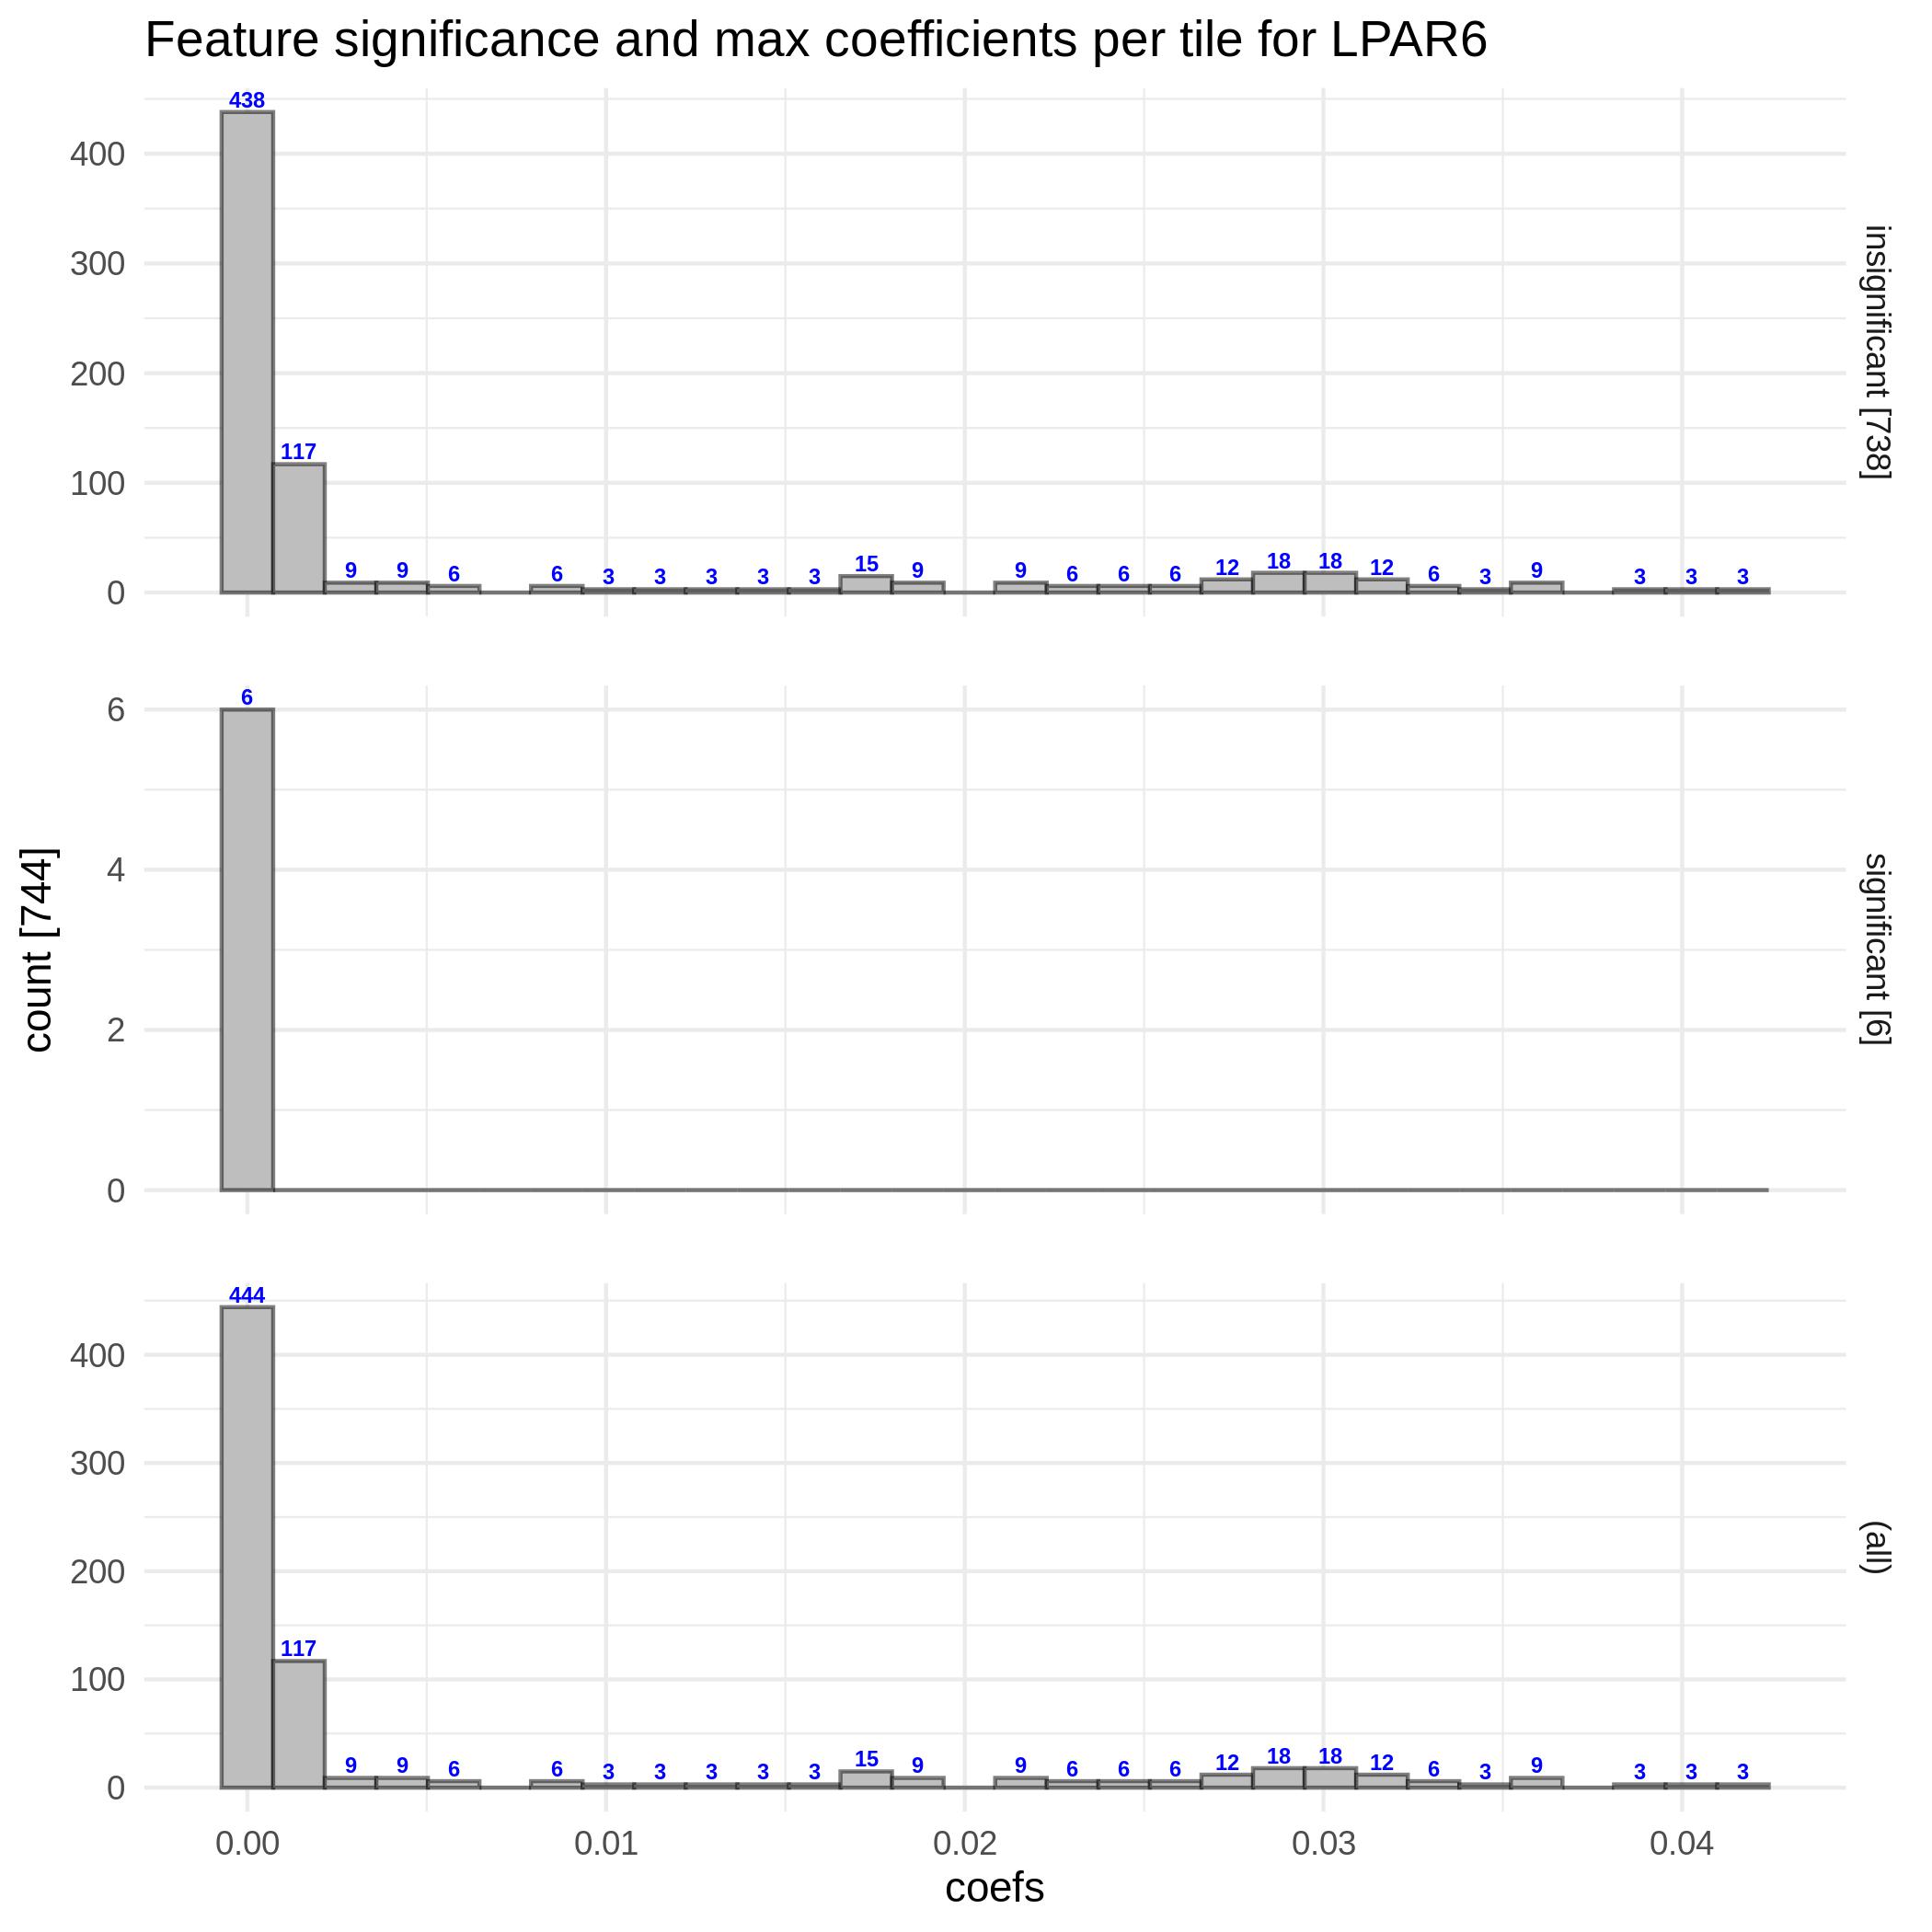 Feature significance and max coefficients per tile for LPAR6
438
400
300
200
117
100
9 9 6 6 3 3 3 3 3 15 9 9 6 6 6 12 18 18 12 6 3 9 3 3 3
0
insignificant [738]
6
6
4
2
0
significant [6]
count [744]
444
400
300
200
117
100
9 9 6 6 3 3 3 3 3 15 9 9 6 6 6 12 18 18 12 6 3 9 3 3 3
0
(all)
0.00 0.01 0.02 0.03 0.04
coefs